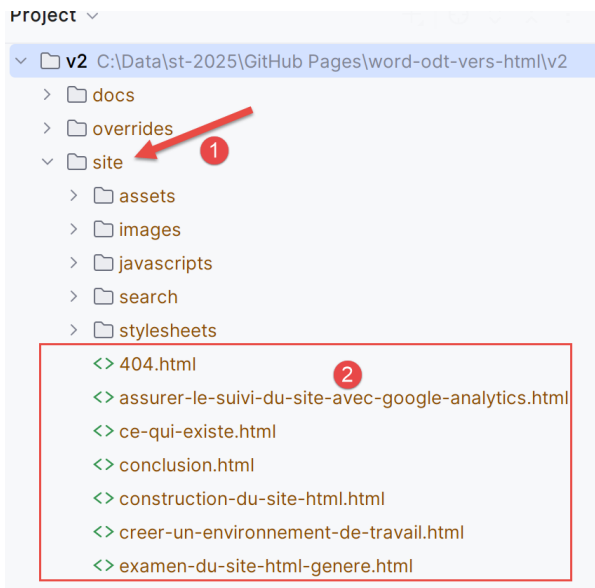 Project
v2 C:\Data\st-2025\GitHub Pages\word-odt-vers-html\v2
docs
overrides
site
1
assets
images
javascripts
search
stylesheets
404.html
2
assurer-le-suivi-du-site-avec-google-analytics.html
ce-qui-existe.html
conclusion.html
construction-du-site-html.html
creer-un-environnement-de-travail.html
examen-du-site-html-genere.html